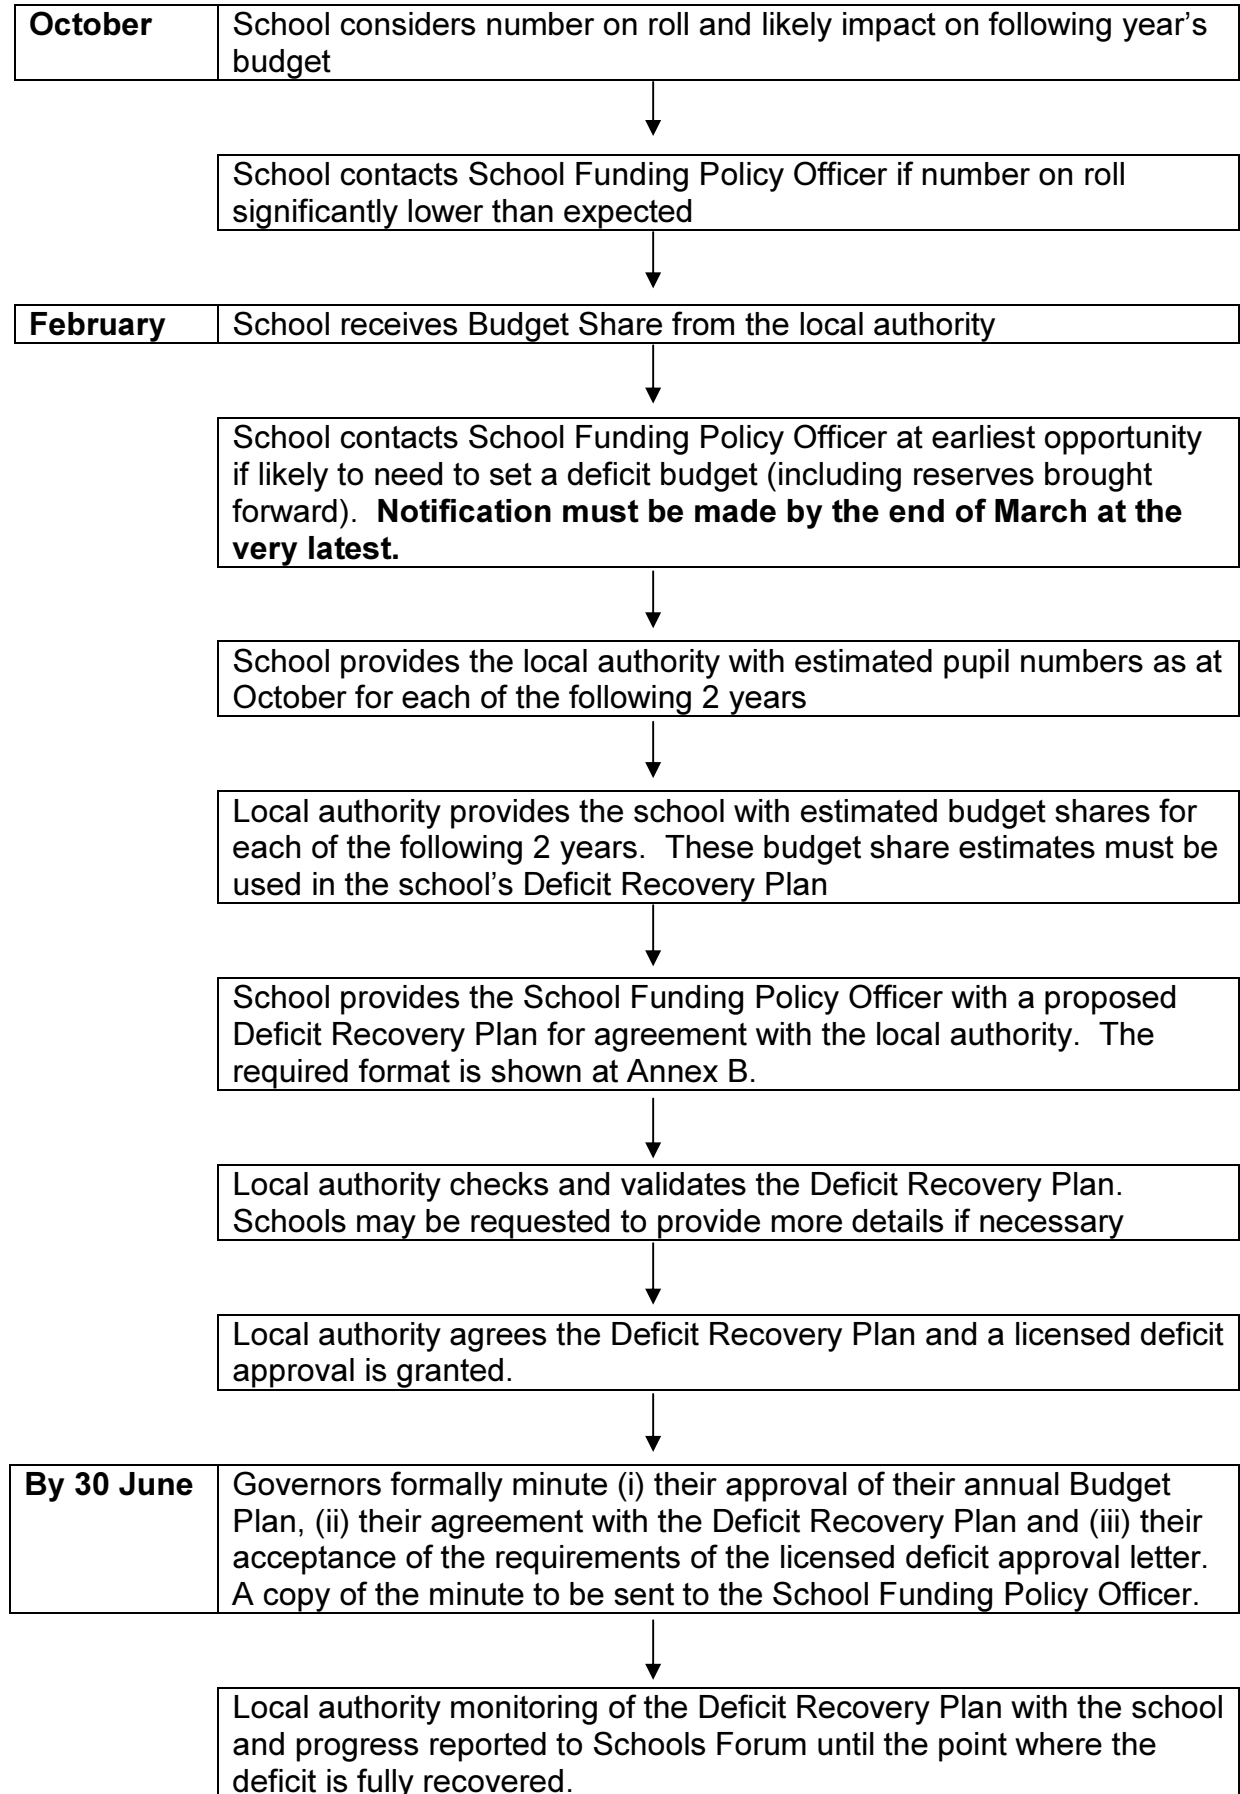 October School considers number on roll and likely impact on following year’s
budget
School contacts School Funding Policy Officer if number on roll
significantly lower than expected
February School receives Budget Share from the local authority
School contacts School Funding Policy Officer at earliest opportunity
if likely to need to set a deficit budget (including reserves brought
forward).  Notification must be made by the end of March at the
very latest.
School provides the local authority with estimated pupil numbers as at
October for each of the following 2 years
Local authority provides the school with estimated budget shares for
each of the following 2 years.  These budget share estimates must be
used in the school’s Deficit Recovery Plan
School provides the School Funding Policy Officer with a proposed
Deficit Recovery Plan for agreement with the local authority.  The
required format is shown at Annex B.
Local authority checks and validates the Deficit Recovery Plan.
Schools may be requested to provide more details if necessary
Local authority agrees the Deficit Recovery Plan and a licensed deficit
approval is granted.
By 30 June Governors formally minute (i) their approval of their annual Budget
Plan, (ii) their agreement with the Deficit Recovery Plan and (iii) their
acceptance of the requirements of the licensed deficit approval letter.
A copy of the minute to be sent to the School Funding Policy Officer.
Local authority monitoring of the Deficit Recovery Plan with the school
and progress reported to Schools Forum until the point where the
deficit is fully recovered.